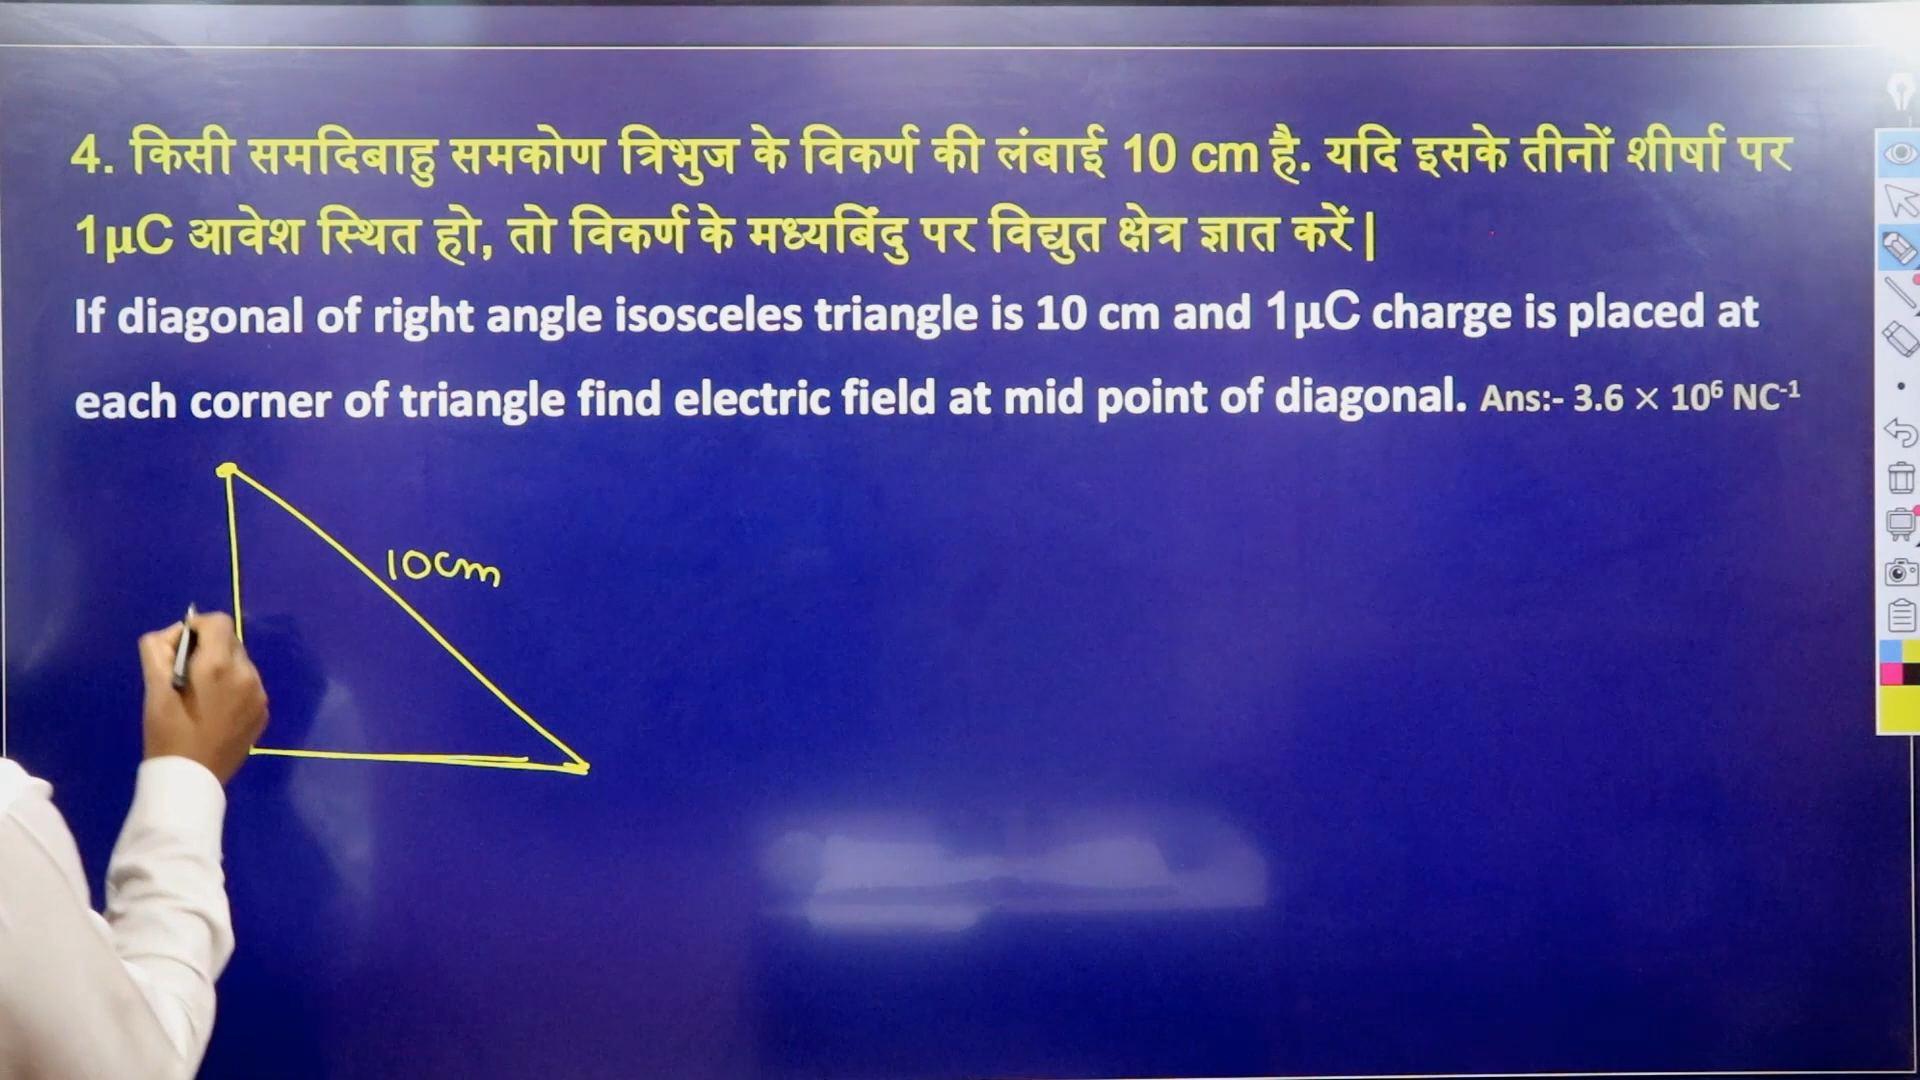 4. किसी समदिबाहु समकोण त्रिभुज के विकर्ण की लंबाई 10 cm है. यदि इसके तीनों शीर्षा पर
1μC आवेश स्थित हो, तो विकर्ण के मध्यबिंदु पर विद्युत क्षेत्र ज्ञात करें|
If diagonal of right angle isosceles triangle is 10 cm and 1μC charge is placed at
each corner of triangle find electric field at mid point of diagonal. Ans:- 3.6 × 10⁶ NC⁻¹
10cm